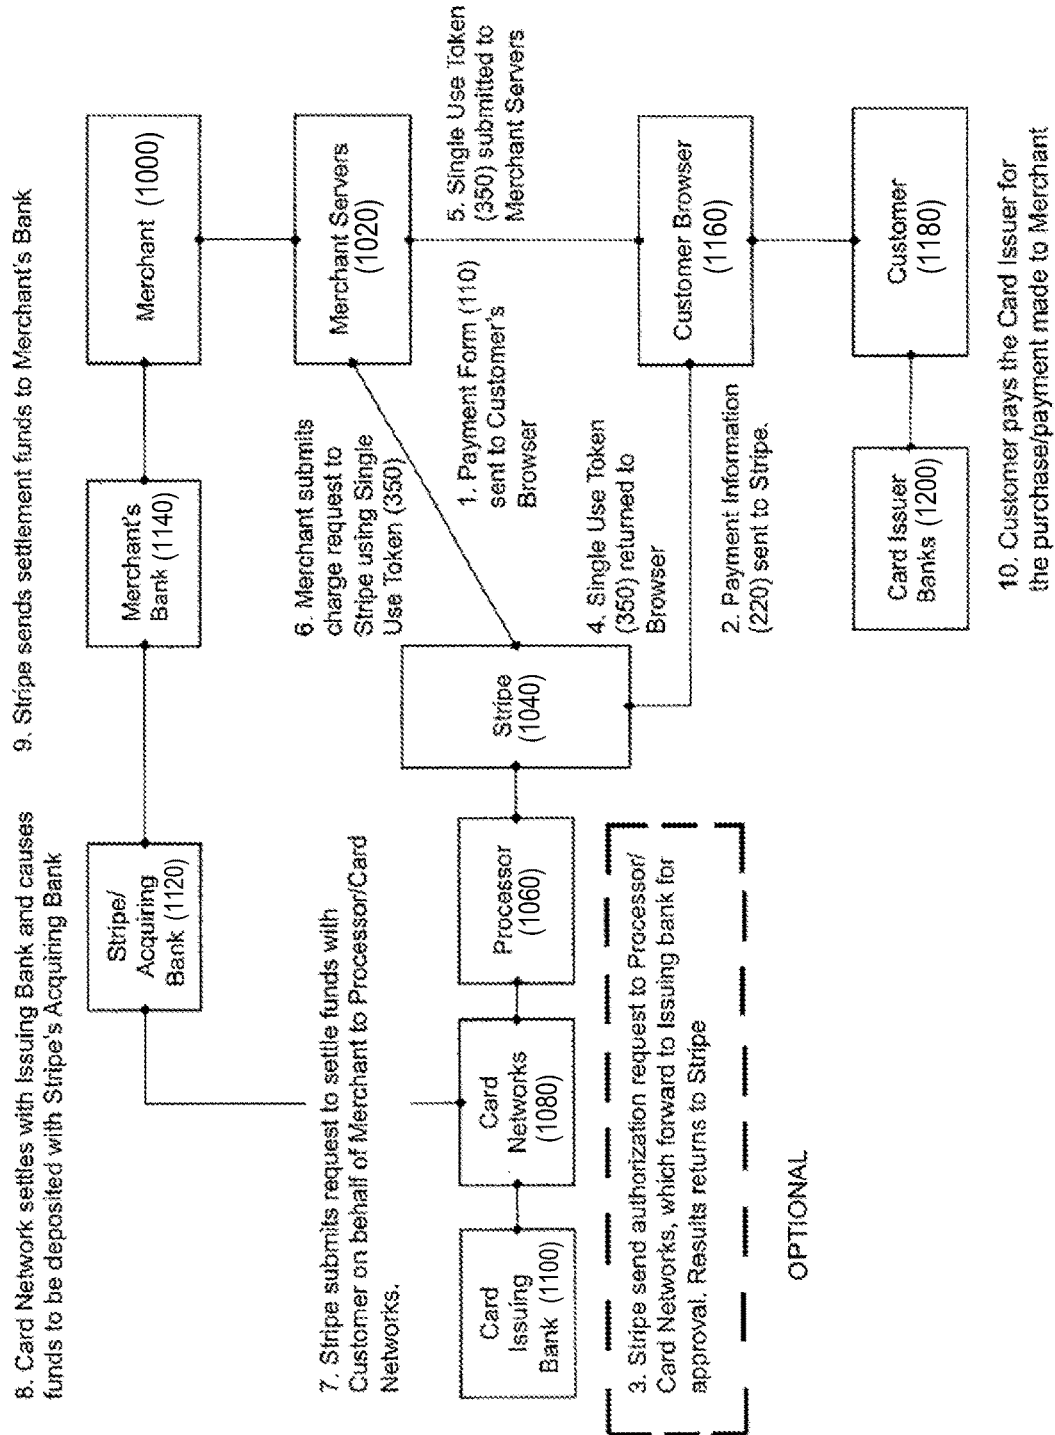 8. Card Network settles with Issuing Bank and causes
funds to be deposited with Stripe's Acquiring Bank
9. Stripe sends settlement funds to Merchant's Bank
Stripe/
Acquiring
Bank (1120)
Merchant's
Bank (1140)
Merchant (1000)
7. Stripe submits request to settle funds with
Customer on behalf of Merchant to Processor/Card
Networks.
6. Merchant submits
charge request to
Stripe using Single
Use Token (350)
Merchant Servers
(1020)
Card
Issuing
Bank (1100)
Card
Networks
(1080)
Processor
(1060)
Stripe
(1040)
1. Payment Form (110)
sent to Customer's
Browser
5. Single Use Token
(350) submitted to
Merchant Servers
3. Stripe send authorization request to Processor/
Card Networks, which forward to Issuing bank for
approval. Results returns to Stripe
OPTIONAL
4. Single Use Token
(350) returned to
Browser
2. Payment Information
(220) sent to Stripe.
Customer Browser
(1160)
Card Issuer
Banks (1200)
Customer
(1180)
10. Customer pays the Card Issuer for
the purchase/payment made to Merchant